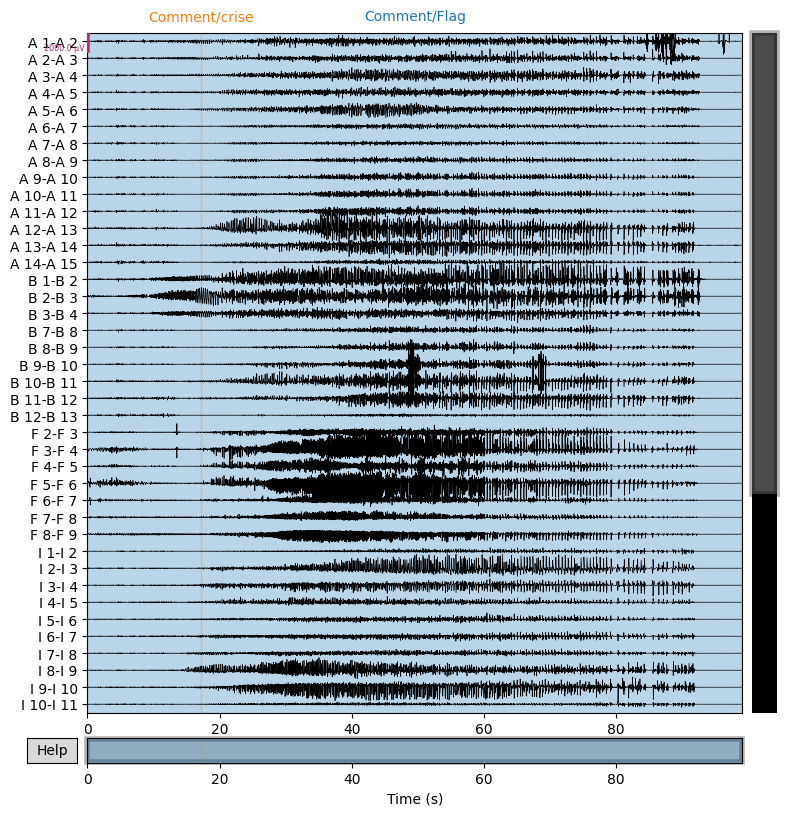 Comment/crise Comment/Flag
A 1-A 2
2000.0 µV
A 2-A 3
A 3-A 4
A 4-A 5
A 5-A 6
A 6-A 7
A 7-A 8
A 8-A 9
A 9-A 10
A 10-A 11
A 11-A 12
A 12-A 13
A 13-A 14
A 14-A 15
B 1-B 2
B 2-B 3
B 3-B 4
B 7-B 8
B 8-B 9
B 9-B 10
B 10-B 11
B 11-B 12
B 12-B 13
F 2-F 3
F 3-F 4
F 4-F 5
F 5-F 6
F 6-F 7
F 7-F 8
F 8-F 9
I 1-I 2
I 2-I 3
I 3-I 4
I 4-I 5
I 5-I 6
I 6-I 7
I 7-I 8
I 8-I 9
I 9-I 10
I 10-I 11
0 20 40 60 80
Help
0 20 40 60 80
Time (s)